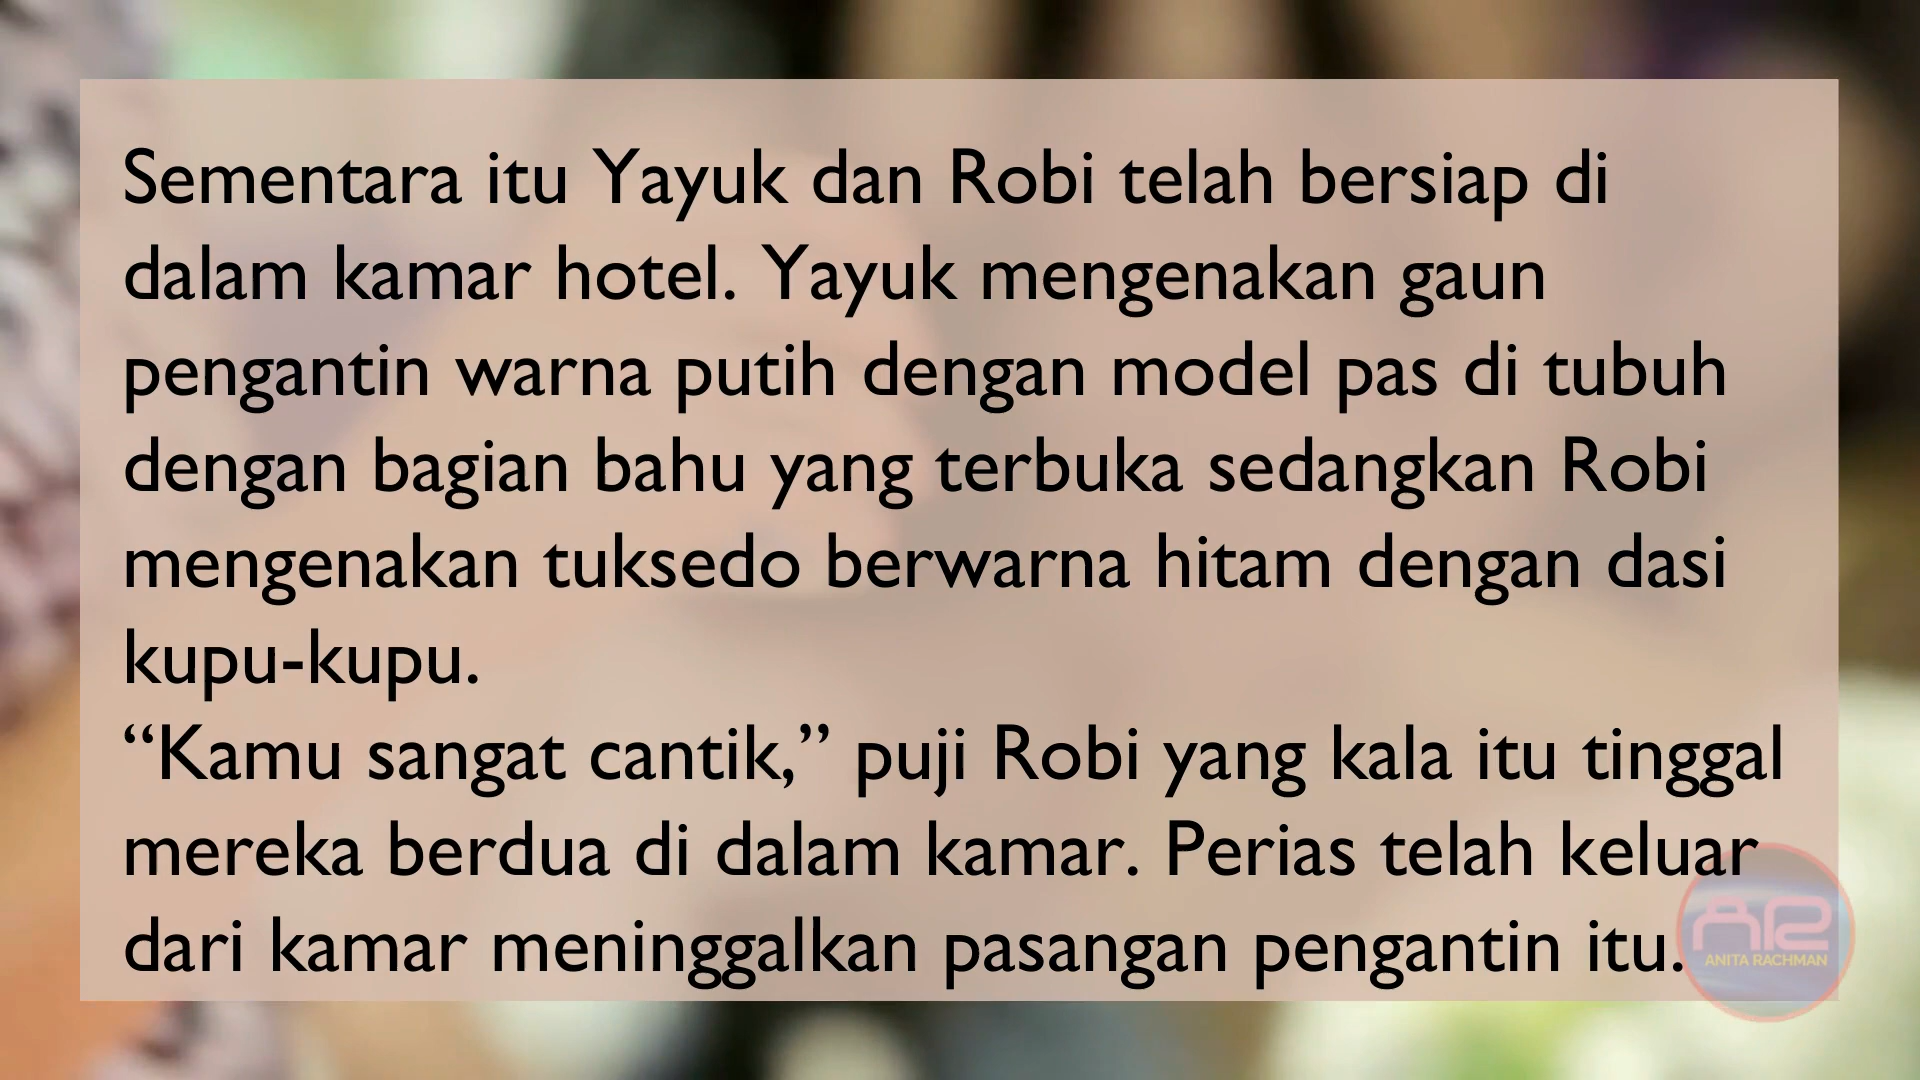 Sementara itu Yayuk dan Robi telah bersiap di
dalam kamar hotel. Yayuk mengenakan gaun
pengantin warna putih dengan model pas di tubuh
dengan bagian bahu yang terbuka sedangkan Robi
mengenakan tuksedo berwarna hitam dengan dasi
kupu-kupu.
“Kamu sangat cantik,” puji Robi yang kala itu tinggal
mereka berdua di dalam kamar. Perias telah keluar
dari kamar meninggalkan pasangan pengantin itu.
AR
ANITA RACHMAN